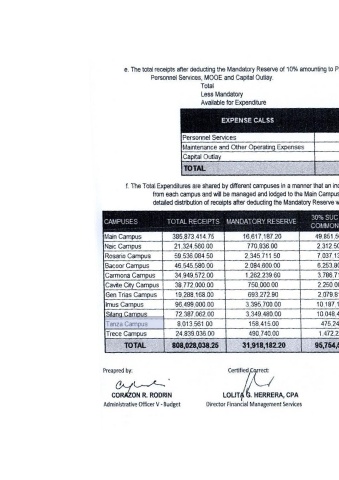 e. The total receipts after deducting the Mandatory Reserve of 10% amounting to P
Personnel Services, MOOE and Capital Outlay.
Total
Less Mandatory
Available for Expenditure
EXPENSE CALSS
Personnel Services
Maintenance and Other Operating Expenses
Capital Outlay
TOTAL
f. The Total Expenditures are shared by different campuses in a manner that an in
from each campus and will be managed and lodged to the Main Campus
detailed distribution of receipts after deducting the Mandatory Reserve w
CAMPUSES TOTAL RECEIPTS MANDATORY RESERVE 30% SUC
COMMON
Main Campus 385,873,414.75 16,617,187.20 49,851,5
Naic Campus 21,324,560.00 770,836.00 2,312,50
Rosario Campus 59,536,084.50 2,345,711.50 7,037,13
Bacoor Campus 46,545,580.00 2,084,600.00 6,253,80
Carmona Campus 34,949,572.00 1,262,239.60 3,786,7
Cavite City Campus 38,772,000.00 750,000.00 2,250,00
Gen Trias Campus 19,288,168.00 693,272.90 2,079,8
Imus Campus 96,499,000.00 3,395,700.00 10,187,1
Silang Campus 72,387,062.00 3,349,480.00 10,048,4
Tanza Campus 8,013,561.00 158,415.00 475,24
Trece Campus 24,839,036.00 490,740.00 1,472,2
TOTAL 808,028,038.25 31,918,182.20 95,754,5
Preapred by: Certified Correct:
CORAZON R. RODRIN LOLITA G. HERRERA, CPA
Administrative Officer V - Budget Director Financial Management Services